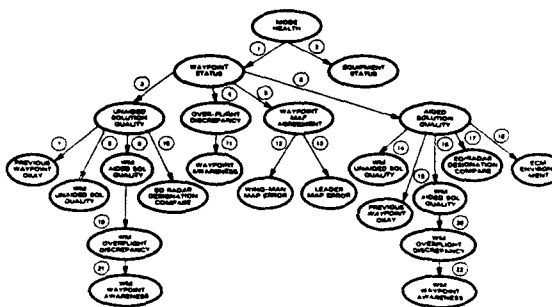 MODE
HEALTH
1
2
WAYPOINT
STATUS
EQUIPMENT
STATUS
3
4
5
6
UNAIDED
SOLUTION
QUALITY
OVER-FLIGHT
DISCREPANCY
WAYPOINT
MAP
AGREEMENT
AIDED
SOLUTION
QUALITY
7
8
9
10
11
12
13
14
15
16
17
18
PREVIOUS
WAYPOINT
OKAY
WM
UNAIDED SOL
QUALITY
WM
AIDED SOL
QUALITY
EO-RADAR
DESIGNATION
COMPARE
WAYPOINT
AWARENESS
WING-MAN
MAP ERROR
LEADER
MAP ERROR
WM
UNAIDED SOL
QUALITY
PREVIOUS
WAYPOINT
OKAY
WM
AIDED SOL
QUALITY
EO-RADAR
DESIGNATION
COMPARE
ECM
ENVIRON
MENT
19
20
WM
OVERFLIGHT
DISCREPANCY
WM
OVERFLIGHT
DISCREPANCY
21
22
WM
WAYPOINT
AWARENESS
WM
WAYPOINT
AWARENESS